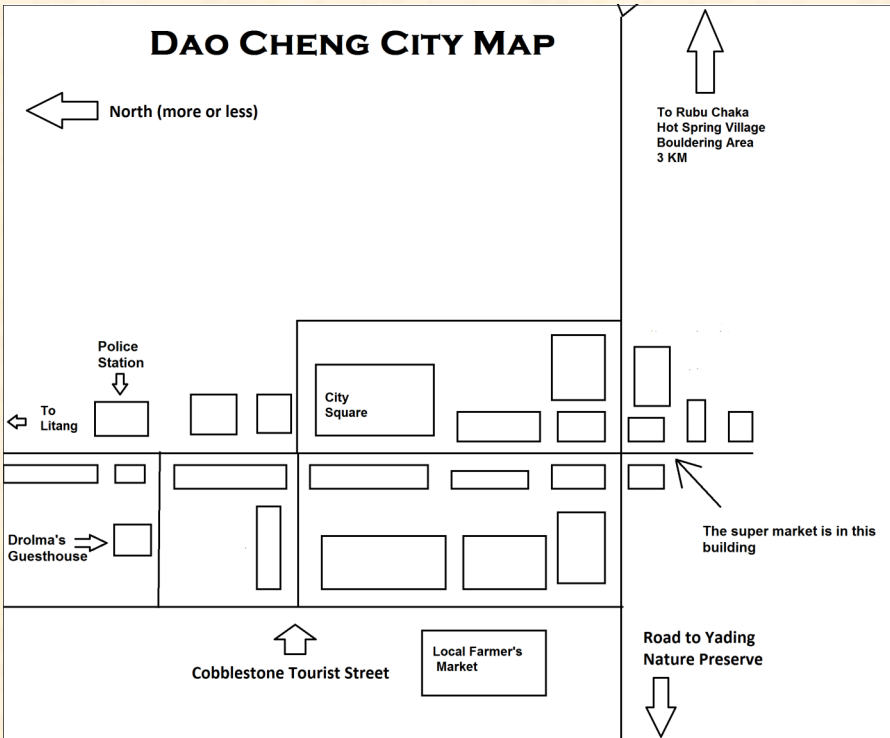 DAO CHENG CITY MAP
North (more or less)
To Rubu Chaka
Hot Spring Village
Bouldering Area
3 KM
Police
Station
To
Litang
City
Square
Drolma's
Guesthouse
The super market is in this
building
Cobblestone Tourist Street
Local Farmer's
Market
Road to Yading
Nature Preserve